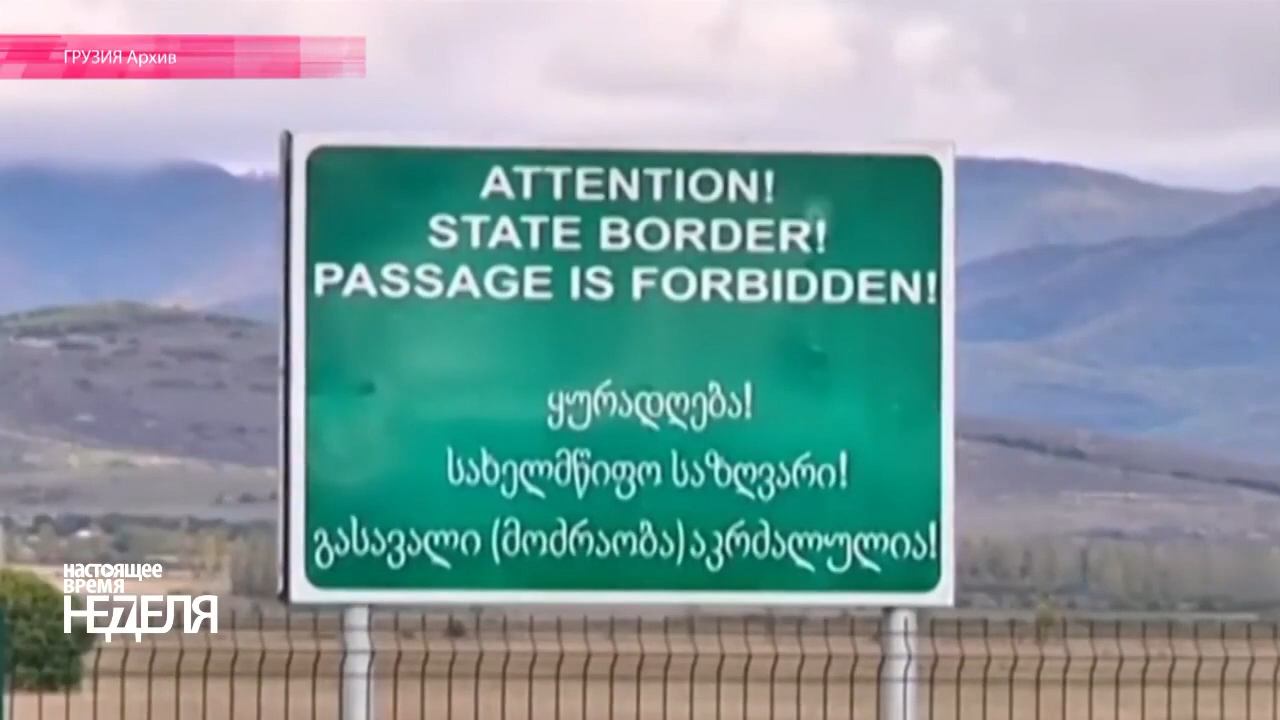 ГРУЗИЯ Архив
ATTENTION!
STATE BORDER!
PASSAGE IS FORBIDDEN!
ყურადღება!
სახელმწიფო საზღვარი!
გასავალი (მოძრაობა) აკრძალულია!
настоящее
время
НЕДЕЛЯ